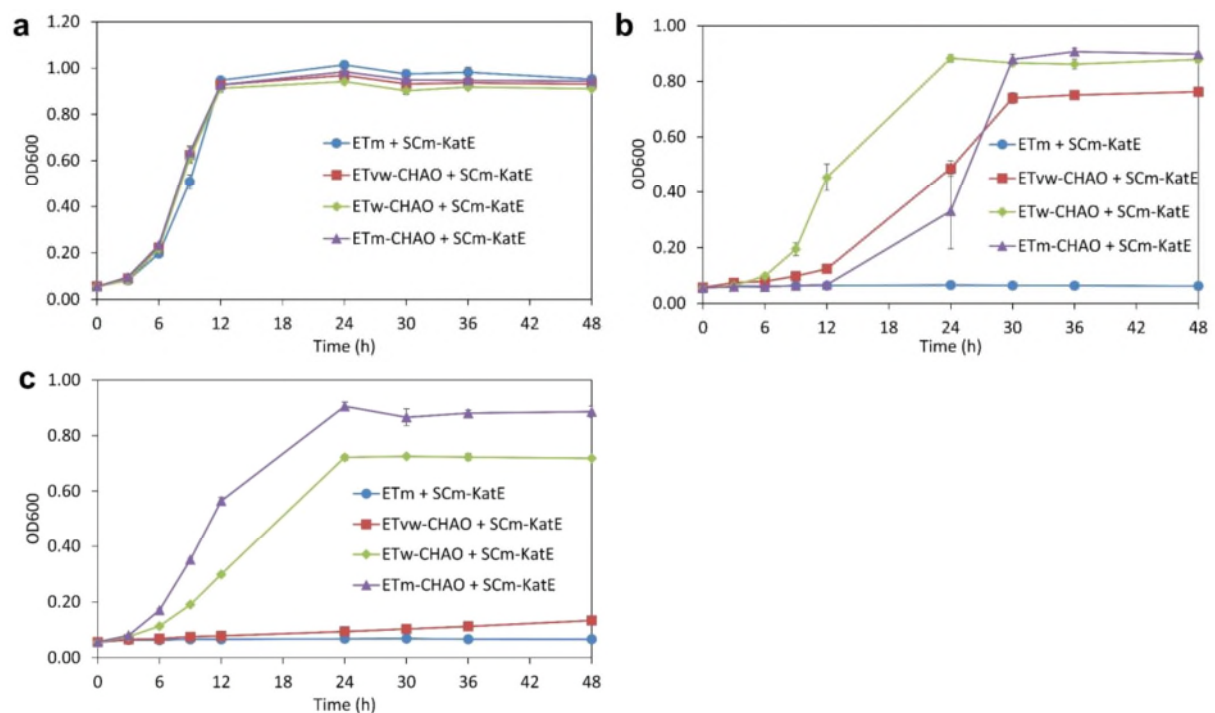 a
1.20
1.00
0.80
0.60
0.40
0.20
0.00
OD600
ETm + SCm-KatE
ETvw-CHAO + SCm-KatE
ETw-CHAO + SCm-KatE
ETm-CHAO + SCm-KatE
0 6 12 24 30 36 42 48
Time (h)
b
1.00
0.80
0.60
0.40
0.20
0.00
OD600
ETm + SCm-KatE
ETvw-CHAO + SCm-KatE
ETw-CHAO + SCm-KatE
ETm-CHAO + SCm-KatE
0 6 12 24 30 36 42 48
Time (h)
c
1.00
0.80
0.60
0.40
0.20
0.00
OD600
ETm + SCm-KatE
ETvw-CHAO + SCm-KatE
ETw-CHAO + SCm-KatE
ETm-CHAO + SCm-KatE
0 6 12 24 30 36 42 48
Time (h)